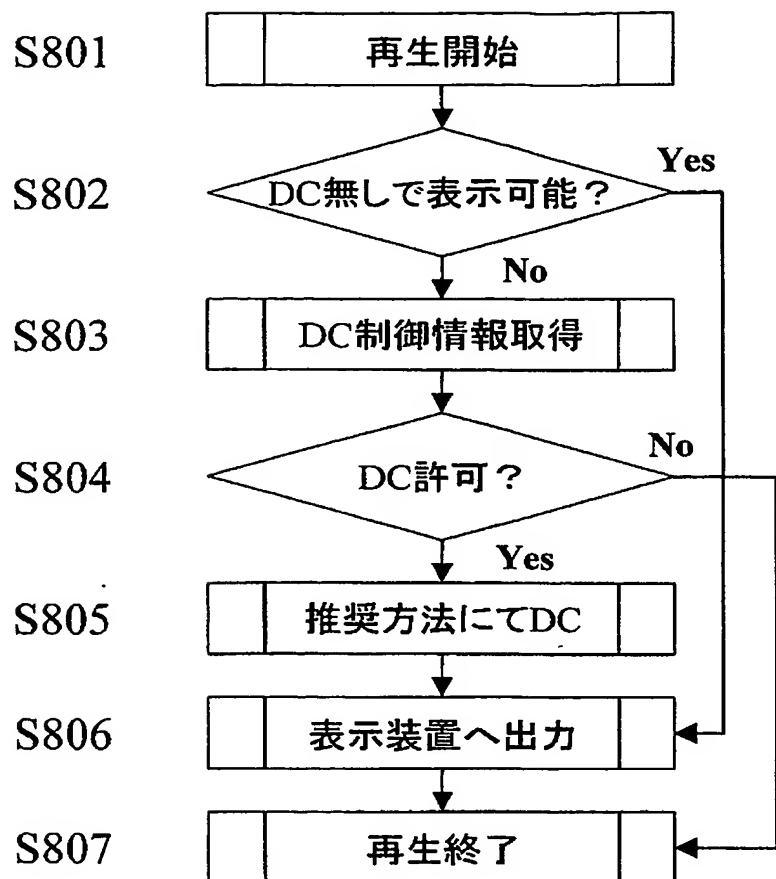 S801 再生開始
S802 DC無しで表示可能？ Yes
No
S803 DC制御情報取得
S804 DC許可？ No
Yes
S805 推奨方法にてDC
S806 表示装置へ出力
S807 再生終了